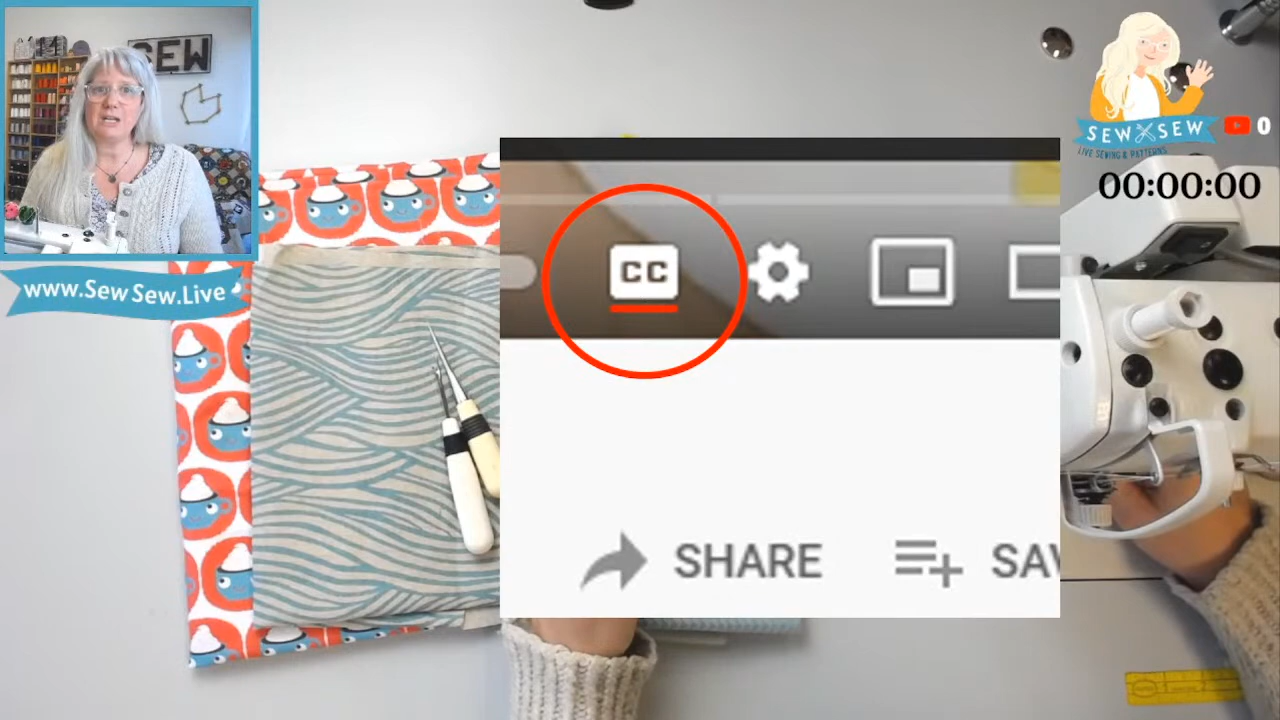 SEW
www.SewSew.Live
CC
SHARE
SAV
SEW SEW
LIVE SEWING & PATTERNS
0
00:00:00